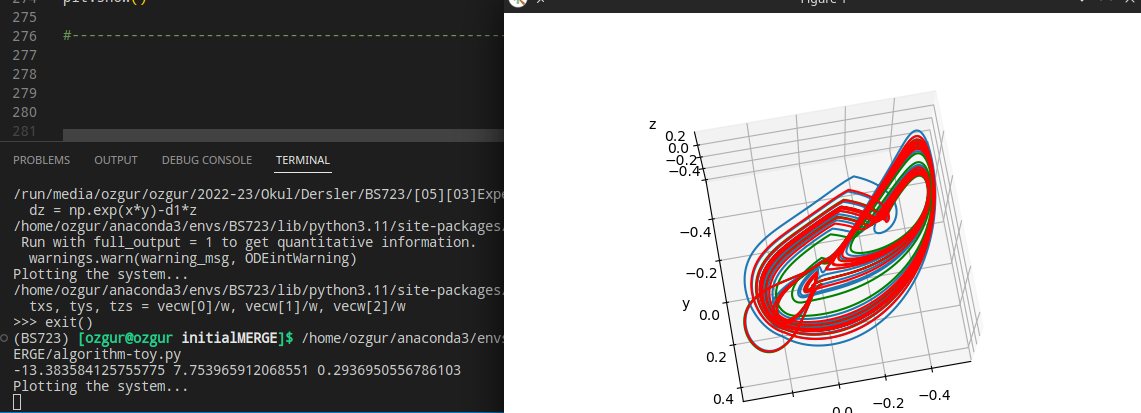 274 plt.show()
275
276 #----------------------------------------------------
277
278
279
280
281
PROBLEMS OUTPUT DEBUG CONSOLE TERMINAL
/run/media/ozgur/ozgur/2022-23/Okul/Dersler/BS723/[05][03]Expe
dz = np.exp(x*y)-d1*z
/home/ozgur/anaconda3/envs/BS723/lib/python3.11/site-packages/
Run with full_output = 1 to get quantitative information.
warnings.warn(warning_msg, ODEintWarning)
Plotting the system...
/home/ozgur/anaconda3/envs/BS723/lib/python3.11/site-packages/
txs, tys, tzs = vecw[0]/w, vecw[1]/w, vecw[2]/w
>>> exit()
(BS723) [ozgur@ozgur initialMERGE]$ /home/ozgur/anaconda3/envs
ERGE/algorithm-toy.py
-13.383584125755775 7.753965912068551 0.2936950556786103
Plotting the system...
Figure 1
z
0.2
0.0
−0.2
−0.4
−0.4
−0.2
y
0.0
0.2
0.4
0.0
−0.2
−0.4